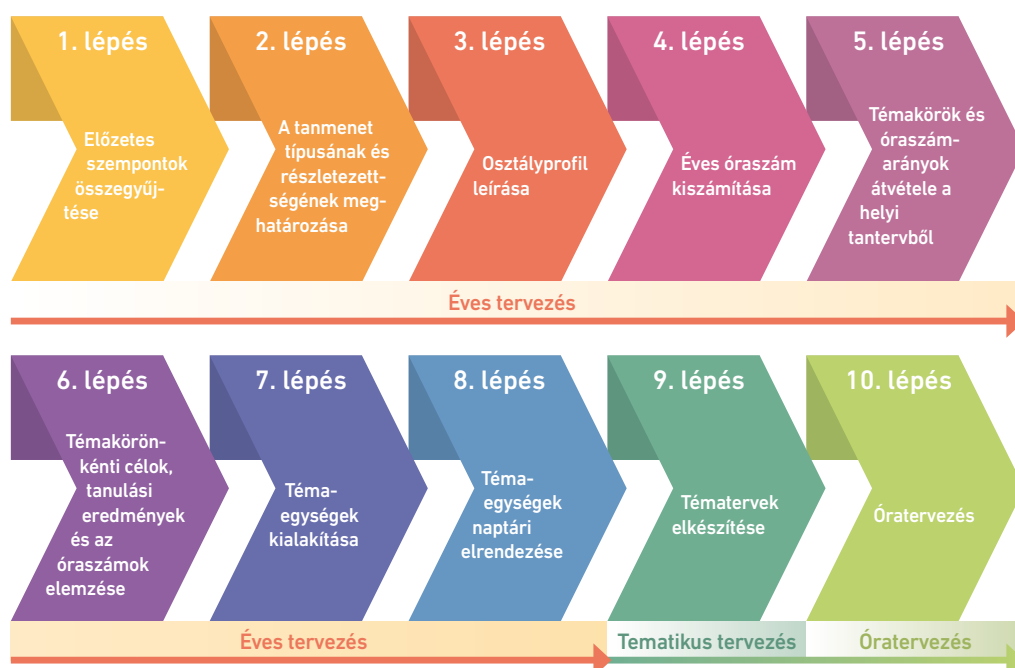 1. lépés
Előzetes
szempontok
összegyűj-
tése
2. lépés
A tanmenet
típusának és
részletezett-
ségének meg-
határozása
3. lépés
Osztályprofil
leírása
4. lépés
Éves óraszám
kiszámítása
5. lépés
Témakörök és
óraszám-
arányok
átvétele a
helyi
tantervből
Éves tervezés
6. lépés
Témakörön-
kénti célok,
tanulási
eredmények
és az
óraszámok
elemzése
7. lépés
Téma-
egységek
kialakítása
8. lépés
Téma-
egységek
naptári
elrendezése
9. lépés
Tématervek
elkészítése
10. lépés
Óratervezés
Éves tervezés
Tematikus tervezés
Óratervezés